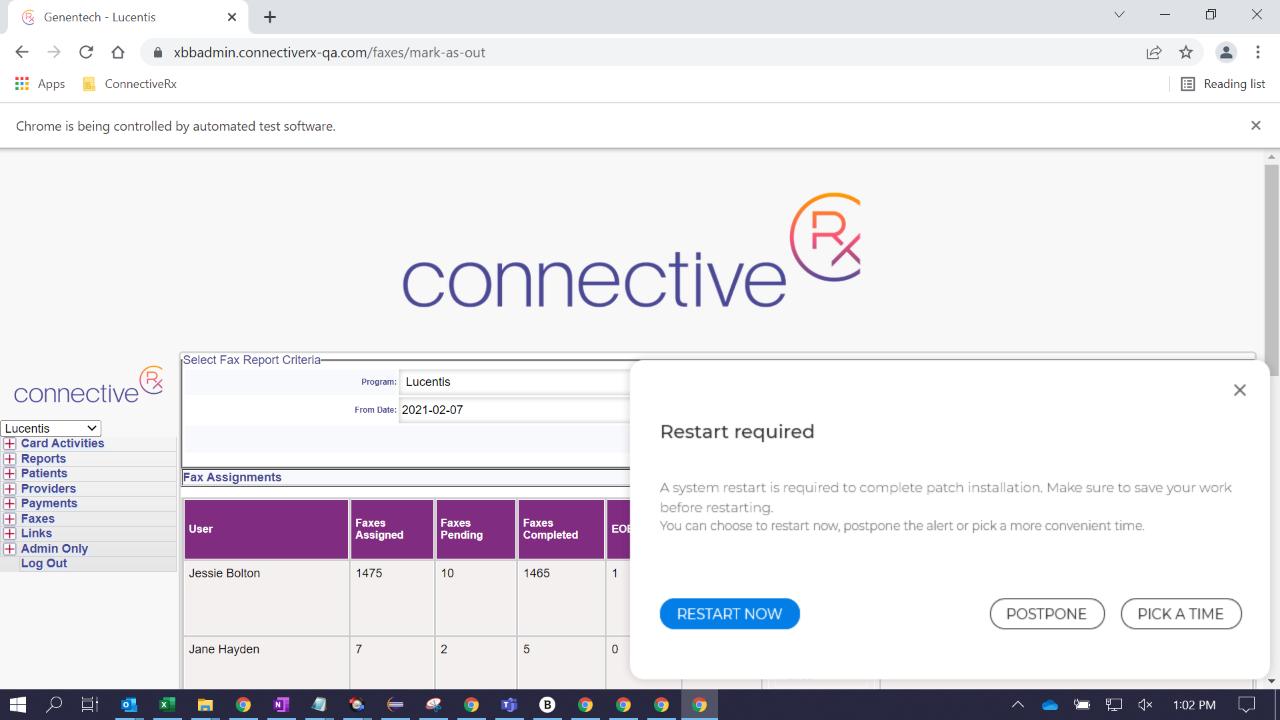 Genentech - Lucentis
xbbadmin.connectiverx-qa.com/faxes/mark-as-out
Apps
ConnectiveRx
Reading list
Chrome is being controlled by automated test software.
connective Rx
connective Rx
Lucentis
Card Activities
Reports
Patients
Providers
Payments
Faxes
Links
Admin Only
Log Out
Select Fax Report Criteria
Program: Lucentis
From Date: 2021-02-07
Fax Assignments
User Faxes Assigned Faxes Pending Faxes Completed
Jessie Bolton 1475 10 1465 1
Jane Hayden 7 2 5 0
Restart required
A system restart is required to complete patch installation. Make sure to save your work
before restarting.
You can choose to restart now, postpone the alert or pick a more convenient time.
RESTART NOW POSTPONE PICK A TIME
1:02 PM